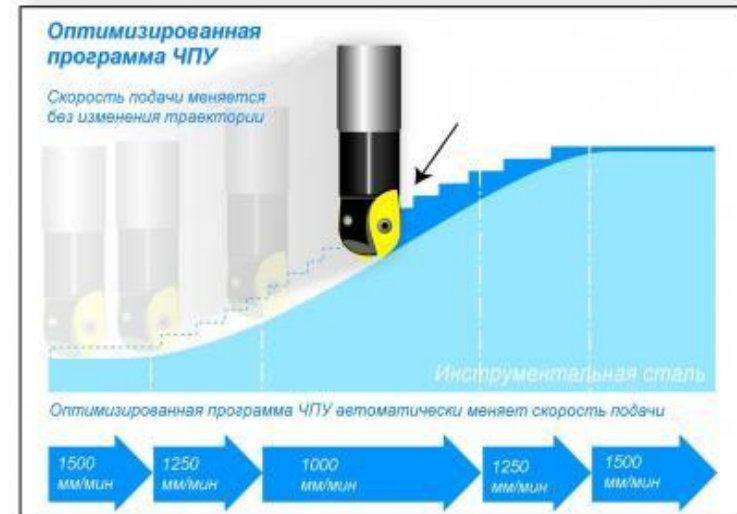 Оптимизированная
программа ЧПУ
Скорость подачи меняется
без изменения траектории
Инструментальная сталь
Оптимизированная программа ЧПУ автоматически меняет скорость подачи
1500
мм/мин
1250
мм/мин
1000
мм/мин
1250
мм/мин
1500
мм/мин